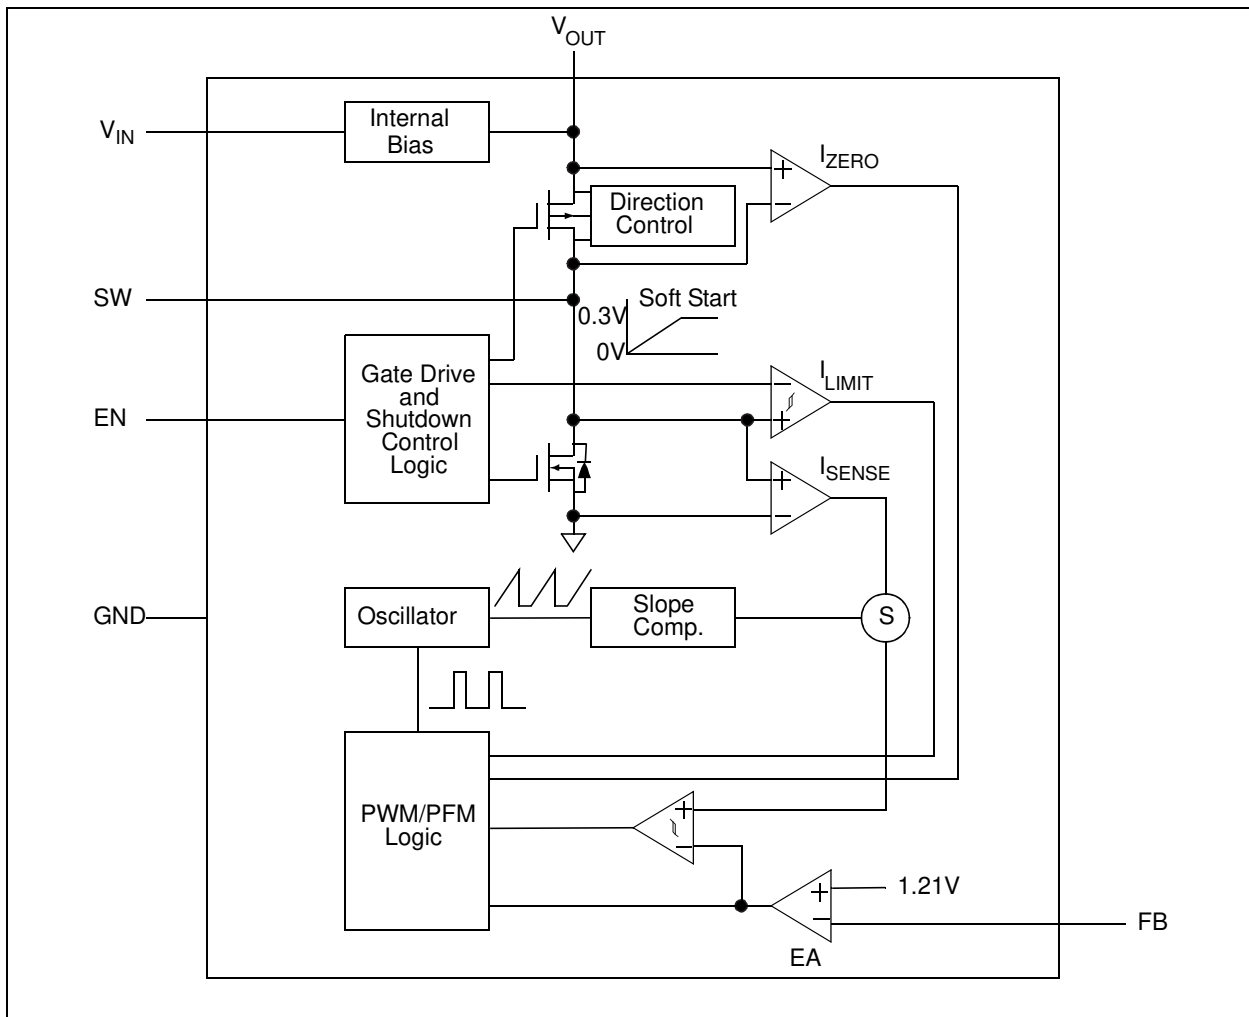 VOUT
VIN
Internal
Bias
IZERO
+
−
Direction
Control
SW
Soft Start
0.3V
0V
Gate Drive
and
Shutdown
Control
Logic
EN
ILIMIT
−
+
ISENSE
+
−
GND
Oscillator
Slope
Comp.
S
PWM/PFM
Logic
+
−
+
−
1.21V
FB
EA